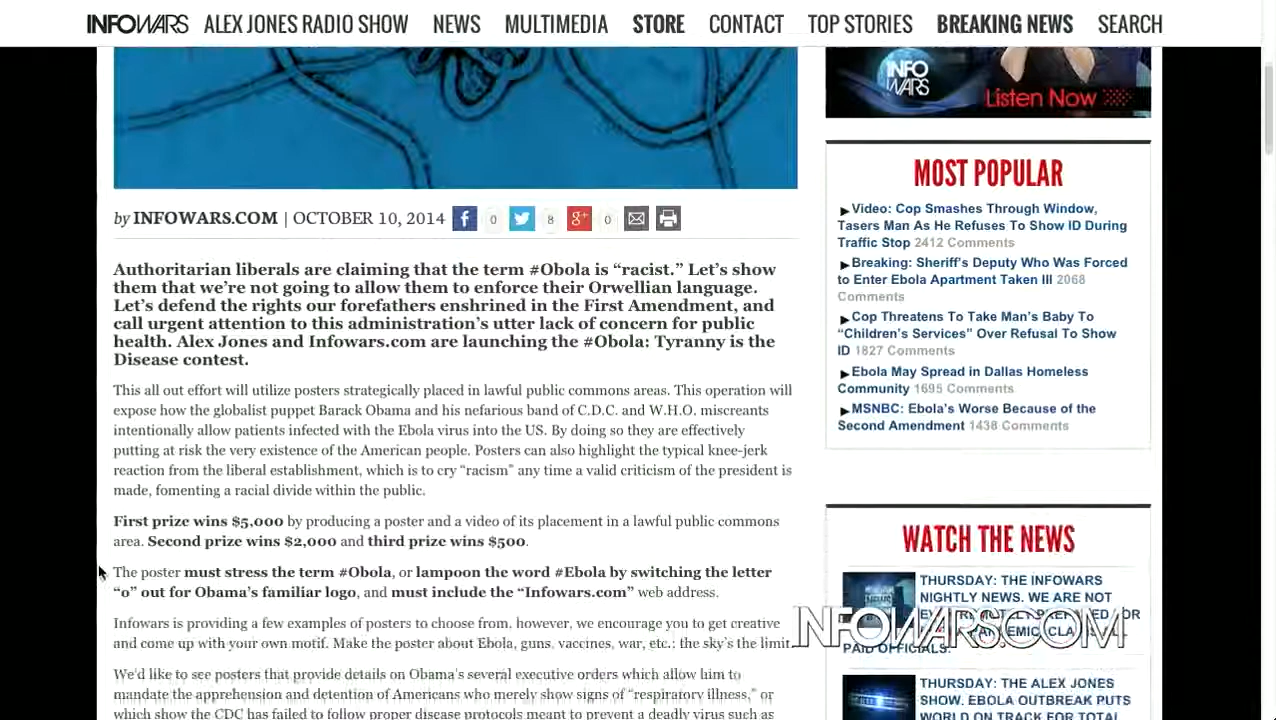 INFOWARS ALEX JONES RADIO SHOW NEWS MULTIMEDIA STORE CONTACT TOP STORIES BREAKING NEWS SEARCH
INFO
WARS
Listen Now
by INFOWARS.COM | OCTOBER 10, 2014 0 8 0
Authoritarian liberals are claiming that the term #Obola is “racist.” Let’s show
them that we’re not going to allow them to enforce their Orwellian language.
Let’s defend the rights our forefathers enshrined in the First Amendment, and
call urgent attention to this administration’s utter lack of concern for public
health. Alex Jones and Infowars.com are launching the #Obola: Tyranny is the
Disease contest.
This all out effort will utilize posters strategically placed in lawful public commons areas. This operation will
expose how the globalist puppet Barack Obama and his nefarious band of C.D.C. and W.H.O. miscreants
intentionally allow patients infected with the Ebola virus into the US. By doing so they are effectively
putting at risk the very existence of the American people. Posters can also highlight the typical knee-jerk
reaction from the liberal establishment, which is to cry “racism” any time a valid criticism of the president is
made, fomenting a racial divide within the public.
First prize wins $5,000 by producing a poster and a video of its placement in a lawful public commons
area. Second prize wins $2,000 and third prize wins $500.
The poster must stress the term #Obola, or lampoon the word #Ebola by switching the letter
“o” out for Obama’s familiar logo, and must include the “Infowars.com” web address.
Infowars is providing a few examples of posters to choose from. however, we encourage you to get creative
and come up with your own motif. Make the poster about Ebola, guns, vaccines, war, etc.: the sky’s the limit.
We’d like to see posters that provide details on Obama’s several executive orders which allow him to
mandate the apprehension and detention of Americans who merely show signs of “respiratory illness,” or
which show the CDC has failed to follow proper disease protocols meant to prevent a deadly virus such as
MOST POPULAR
Video: Cop Smashes Through Window,
Tasers Man As He Refuses To Show ID During
Traffic Stop 2412 Comments
Breaking: Sheriff’s Deputy Who Was Forced
to Enter Ebola Apartment Taken Ill 2068
Comments
Cop Threatens To Take Man’s Baby To
“Children’s Services” Over Refusal To Show
ID 1827 Comments
Ebola May Spread in Dallas Homeless
Community 1695 Comments
MSNBC: Ebola’s Worse Because of the
Second Amendment 1438 Comments
WATCH THE NEWS
THURSDAY: THE INFOWARS
NIGHTLY NEWS. WE ARE NOT
PAID OFFICIALS.
INFOWARS.COM
THURSDAY: THE ALEX JONES
SHOW. EBOLA OUTBREAK PUTS
WORLD ON TRACK FOR TOTAL